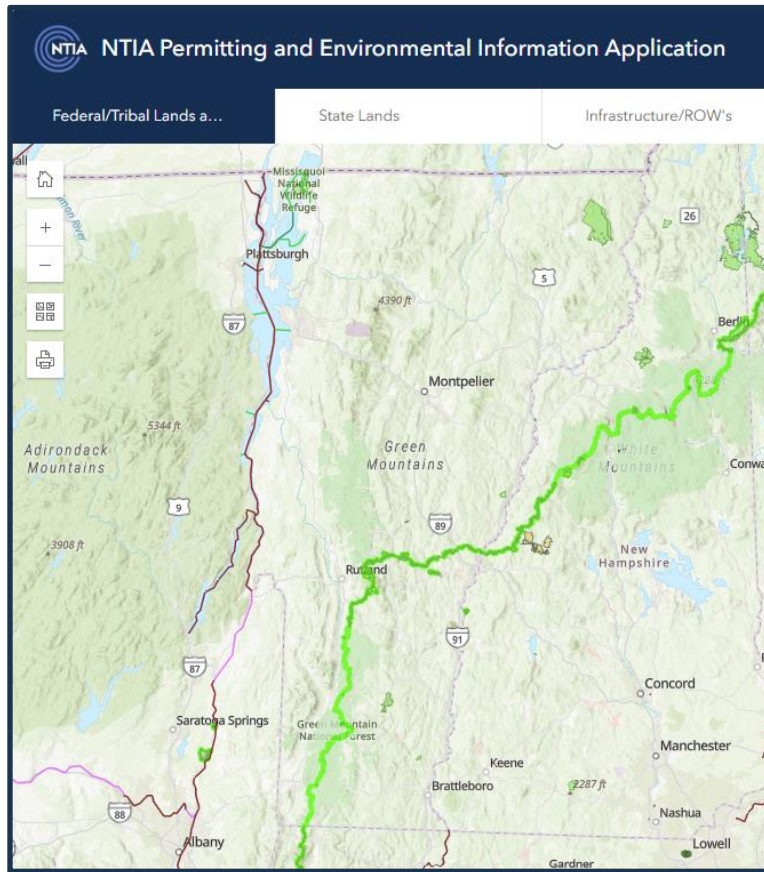 NTIA NTIA Permitting and Environmental Information Application
Federal/Tribal Lands a... State Lands Infrastructure/ROW's
Missisquoi
National
Wildlife
Refuge
26
Plattsburgh
5
87
4390 ft
Berlin
Montpelier
5344 ft
Adirondack
Mountains
Green
Mountains
White
Mountains
Conwa
9
89
3908 ft
New
Hampshire
Rutland
91
87
Concord
Saratoga Springs
Green Mountain
National Forest
Manchester
Keene
2287 ft
Brattleboro
88
Nashua
Albany
Lowell
Gardner